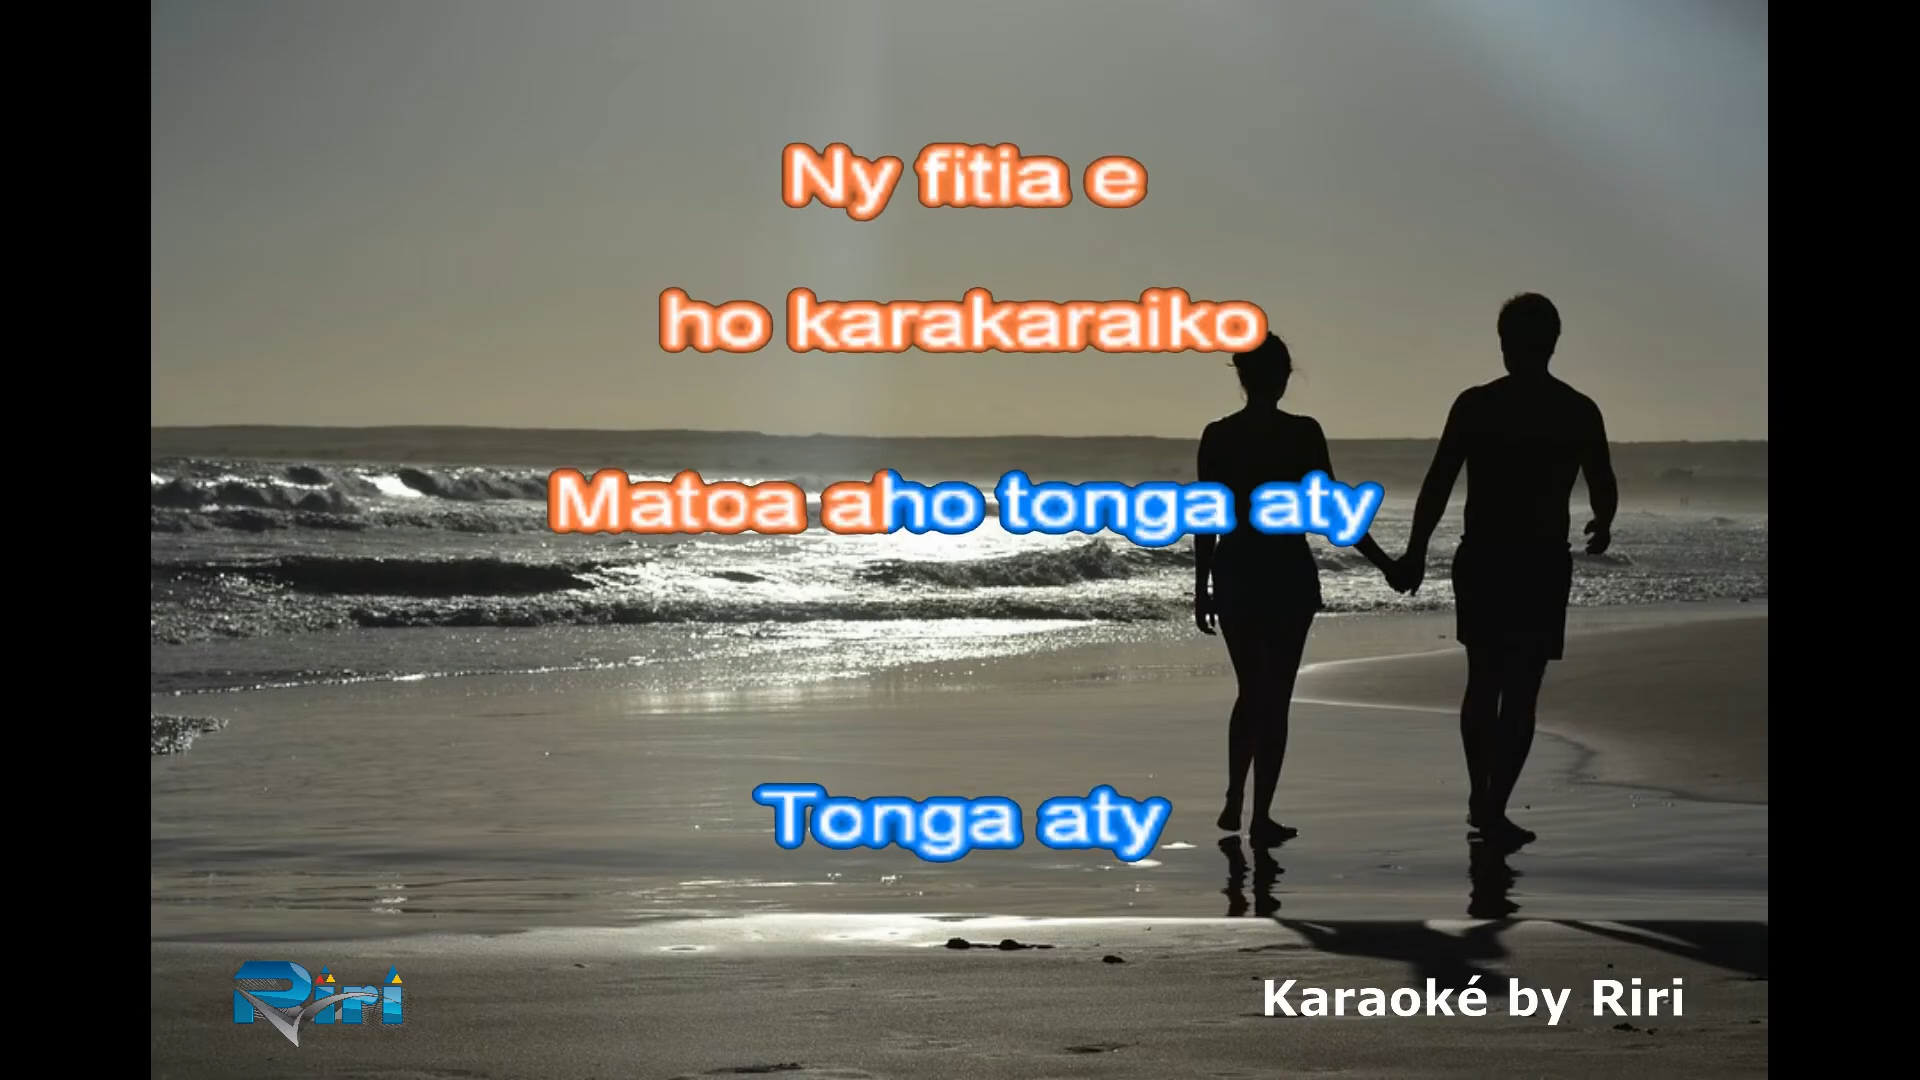 Ny fitia e
ho karakaraiko
Matoa aho tonga aty
Tonga aty
Riri
Karaoké by Riri